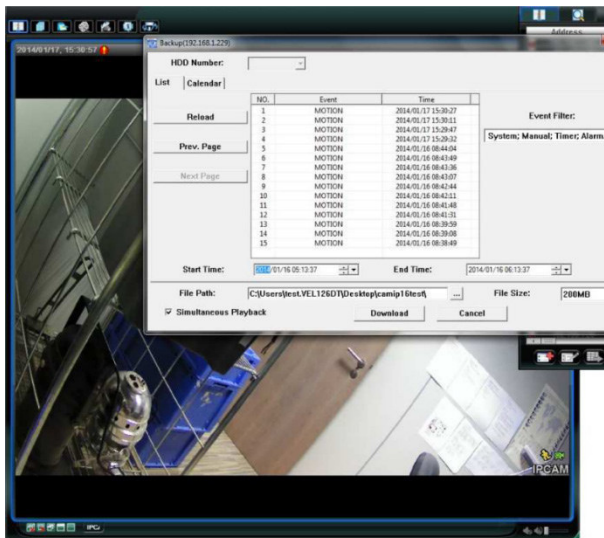 Address
2014/01/17, 15:30:57
Backup(192.168.1.229)
HDD Number:
List Calendar
Reload
Prev. Page
Next Page
NO. Event Time
1 MOTION 2014/01/17 15:30:27
2 MOTION 2014/01/17 15:30:11
3 MOTION 2014/01/17 15:29:47
4 MOTION 2014/01/17 15:29:32
5 MOTION 2014/01/16 08:44:04
6 MOTION 2014/01/16 08:43:49
7 MOTION 2014/01/16 08:43:36
8 MOTION 2014/01/16 08:43:07
9 MOTION 2014/01/16 08:42:44
10 MOTION 2014/01/16 08:42:11
11 MOTION 2014/01/16 08:41:48
12 MOTION 2014/01/16 08:41:31
13 MOTION 2014/01/16 08:39:59
14 MOTION 2014/01/16 08:39:08
15 MOTION 2014/01/16 08:38:49
Event Filter:
System; Manual; Timer; Alarm
Start Time: 2014/01/16 05:13:37 End Time: 2014/01/16 06:13:37
File Path: C:\Users\test.VEL126DT\Desktop\camip16test\ ... File Size: 200MB
Simultaneous Playback Download Cancel
IPCAM